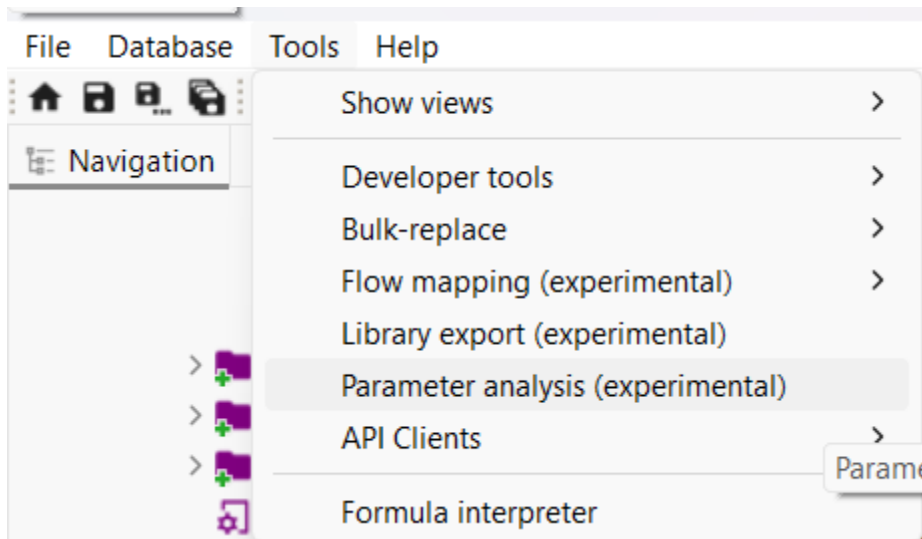 File Database Tools Help
Show views
Navigation
Developer tools
Bulk-replace
Flow mapping (experimental)
Library export (experimental)
Parameter analysis (experimental)
API Clients
Formula interpreter